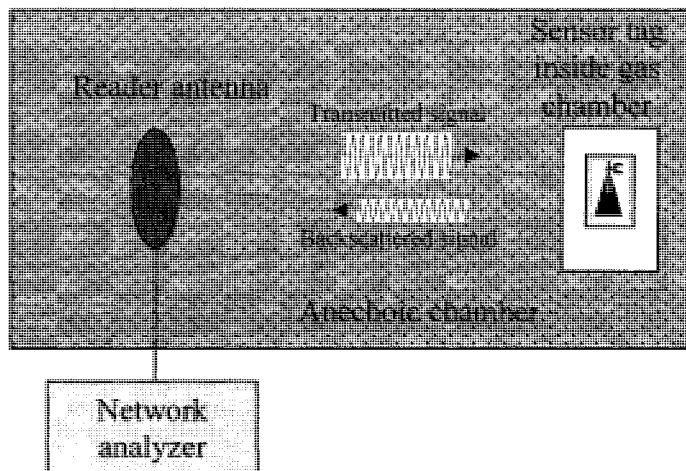 Sensor tag
inside gas
chamber
Reader antenna
Transmitted signal
Backscattered signal
Anechoic chamber
Network
analyzer